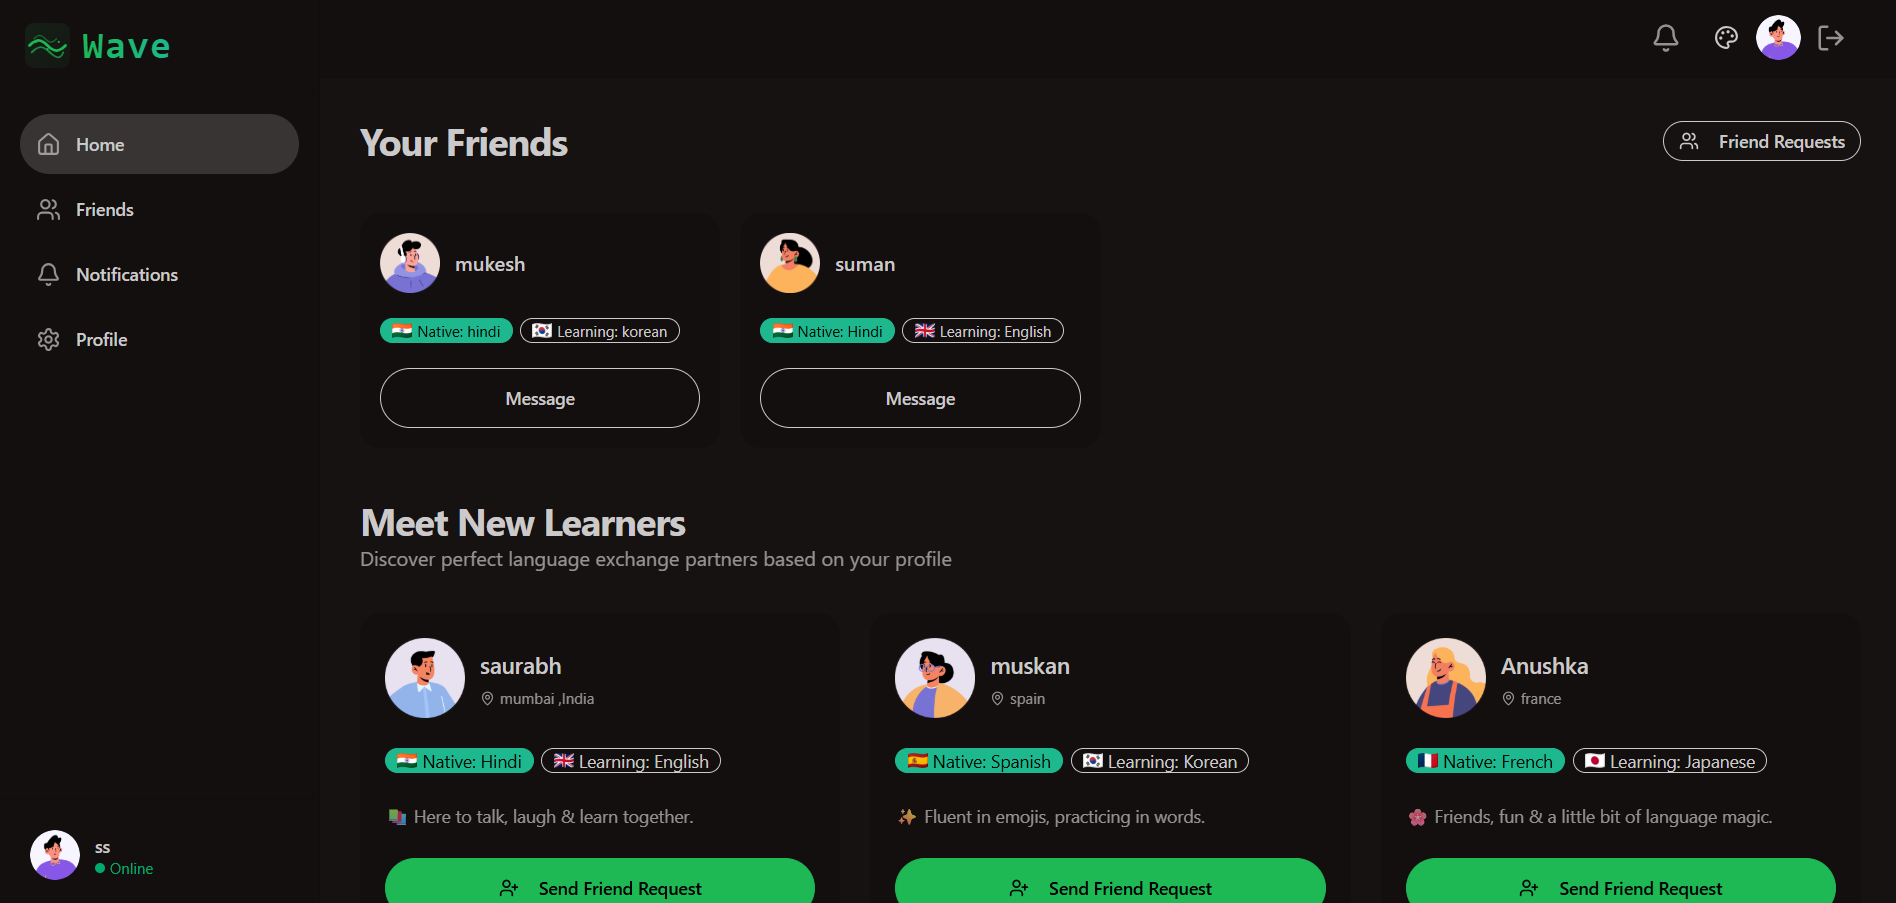 Wave
Home
Friends
Notifications
Profile
ss
Online
Your Friends
Friend Requests
mukesh
Native: hindi
Learning: korean
Message
suman
Native: Hindi
Learning: English
Message
Meet New Learners
Discover perfect language exchange partners based on your profile
saurabh
mumbai ,India
Native: Hindi
Learning: English
Here to talk, laugh & learn together.
Send Friend Request
muskan
spain
Native: Spanish
Learning: Korean
Fluent in emojis, practicing in words.
Send Friend Request
Anushka
france
Native: French
Learning: Japanese
Friends, fun & a little bit of language magic.
Send Friend Request